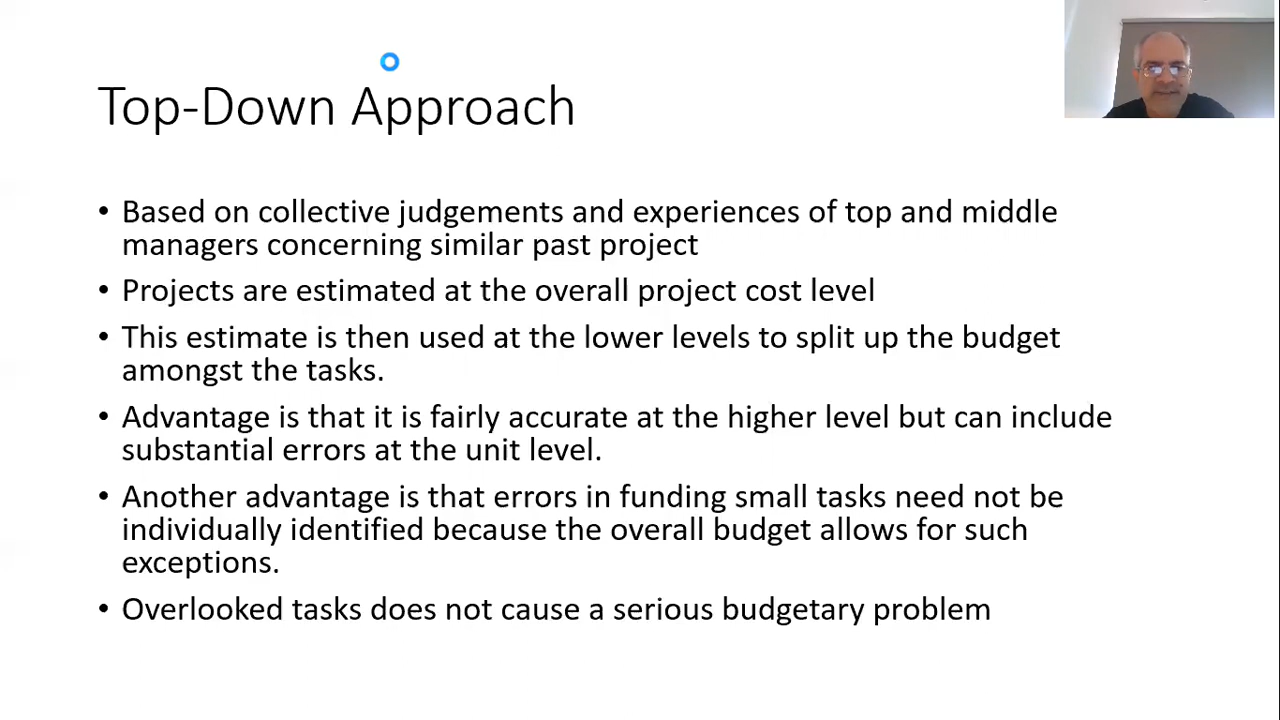 Top-Down Approach
• Based on collective judgements and experiences of top and middle
managers concerning similar past project
• Projects are estimated at the overall project cost level
• This estimate is then used at the lower levels to split up the budget
amongst the tasks.
• Advantage is that it is fairly accurate at the higher level but can include
substantial errors at the unit level.
• Another advantage is that errors in funding small tasks need not be
individually identified because the overall budget allows for such
exceptions.
• Overlooked tasks does not cause a serious budgetary problem